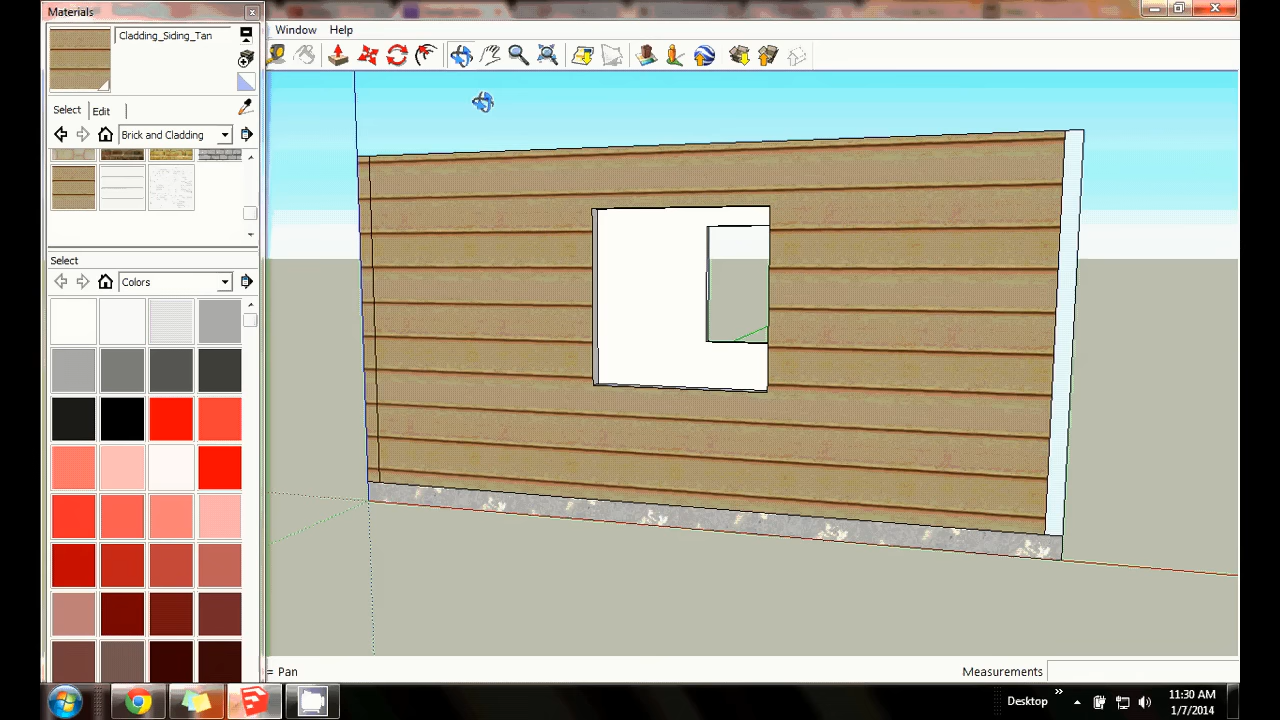 Materials
Cladding_Siding_Tan
Window Help
Select Edit
Brick and Cladding
Select
Colors
= Pan
Measurements
Desktop
11:30 AM
1/7/2014